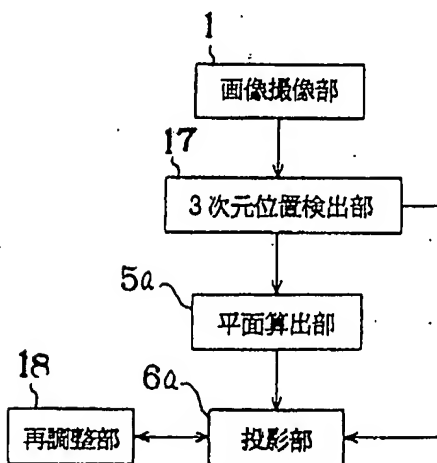 1
画像撮像部
17
3次元位置検出部
5a
平面算出部
18
6a
再調整部
投影部